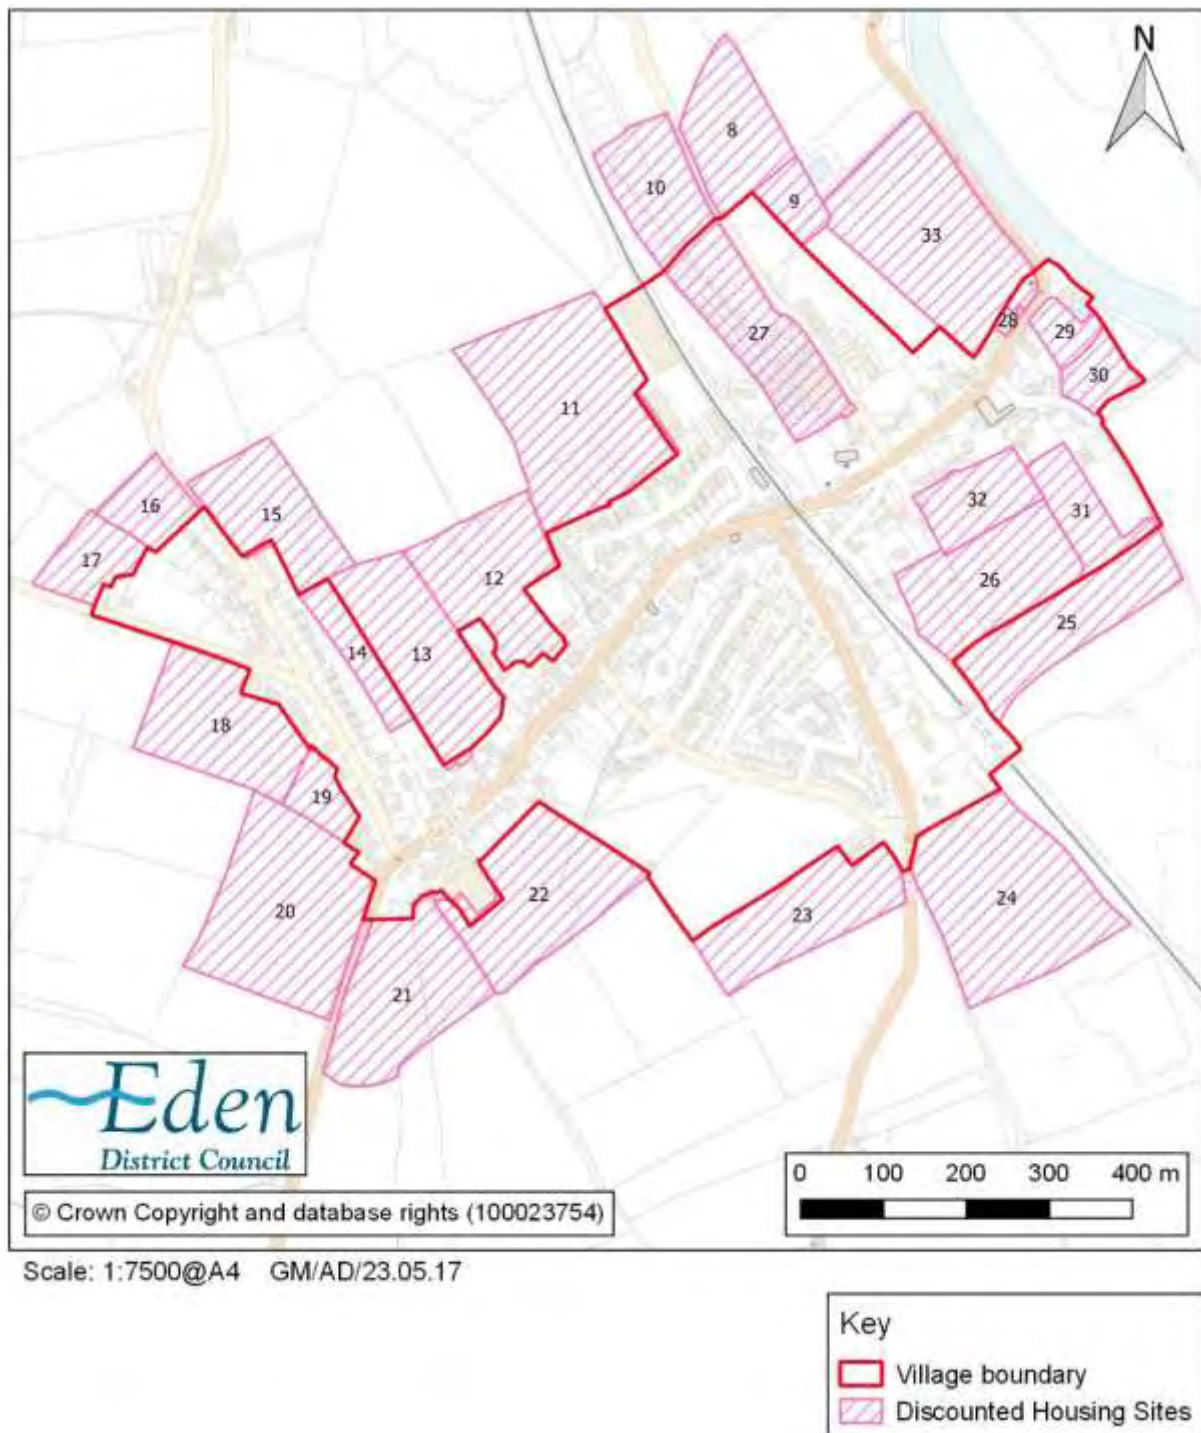 N
8
10
9
33
28
29
27
30
11
32
31
16
15
12
26
17
25
14
13
18
19
22
24
20
23
21
Eden
District Council
0 100 200 300 400 m
© Crown Copyright and database rights (100023754)
Scale: 1:7500@A4 GM/AD/23.05.17
Key
Village boundary
Discounted Housing Sites